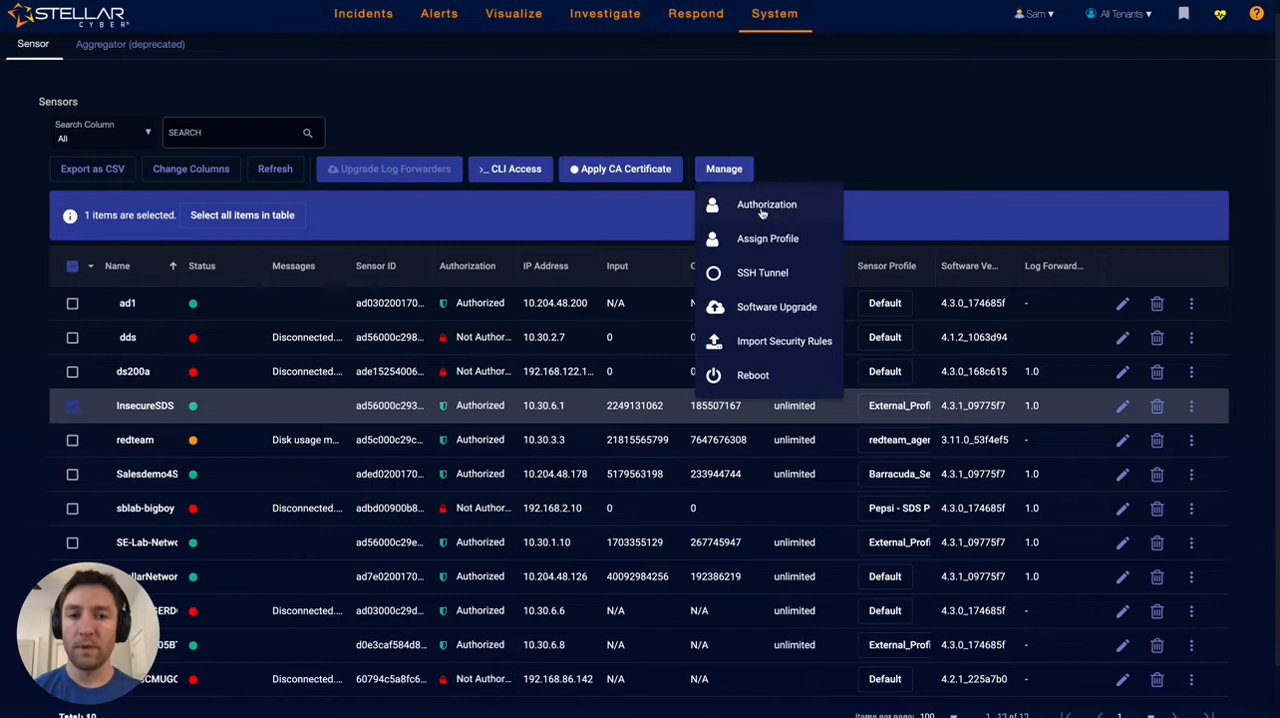 STELLAR
CYBER
Incidents Alerts Visualize Investigate Respond System
Sam All Tenants
Sensor Aggregator (deprecated)
Sensors
Search Column
All
SEARCH
Export as CSV Change Columns Refresh Upgrade Log Forwarders >_ CLI Access Apply CA Certificate Manage
1 items are selected. Select all items in table
Authorization
Assign Profile
SSH Tunnel
Software Upgrade
Import Security Rules
Reboot
Name Status Messages Sensor ID Authorization IP Address Input Sensor Profile Software Ve... Log Forward...
ad1 ad030200170... Authorized 10.204.48.200 N/A Default 4.3.0_174685f -
dds Disconnected.... ad56000c298... Not Author... 10.30.2.7 0 Default 4.1.2_1063d94
ds200a Disconnected.... ade15254006... Not Author... 192.168.122.1... 0 Default 4.3.0_168c615 1.0
InsecureSDS ad56000c293... Authorized 10.30.6.1 2249131062 185507167 unlimited External_Profi 4.3.1_09775f7 1.0
redteam Disk usage m... ad5c000c29c... Authorized 10.30.3.3 21815565799 7647676308 unlimited redteam_agen 3.11.0_53f4ef5 -
Salesdemo4S aded0200170... Authorized 10.204.48.178 5179563198 233944744 unlimited Barracuda_Se 4.3.1_09775f7 1.0
sblab-bigboy Disconnected.... adbd00900b8... Not Author... 192.168.2.10 0 0 Pepsi - SDS P 4.3.1_09775f7 1.0
SE-Lab-Netwo ad56000c29e... Authorized 10.30.1.10 1703355129 267745947 unlimited External_Profi 4.3.1_09775f7 1.0
ellarNetwor ad7e0200170... Authorized 10.204.48.126 40092984256 192386219 unlimited Default 4.3.1_09775f7 1.0
Disconnected.... ad03000c29d... Authorized 10.30.6.6 N/A N/A Default 4.3.0_174685f -
d0e3caf584d8... Authorized 10.30.6.8 N/A N/A External_Profi 4.3.0_174685f -
Disconnected.... 60794c5a8fc6... Not Author... 192.168.86.142 N/A N/A Default 4.2.1_225a7b0 -
Items per page: 100 1